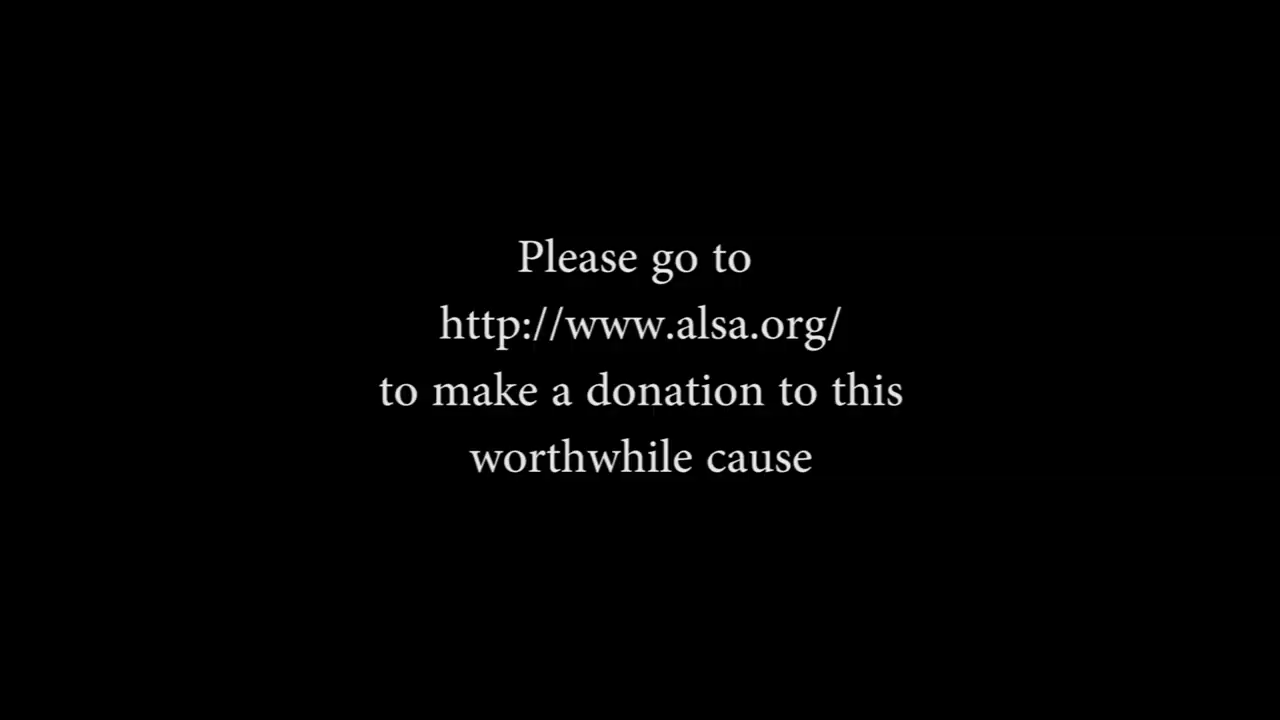 Please go to
http://www.alsa.org/
to make a donation to this
worthwhile cause